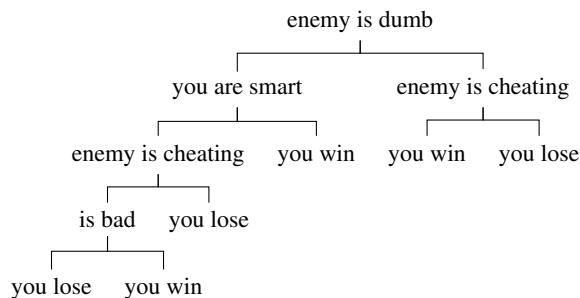 enemy is dumb
you are smart enemy is cheating
enemy is cheating you win you win you lose
is bad you lose
you lose you win